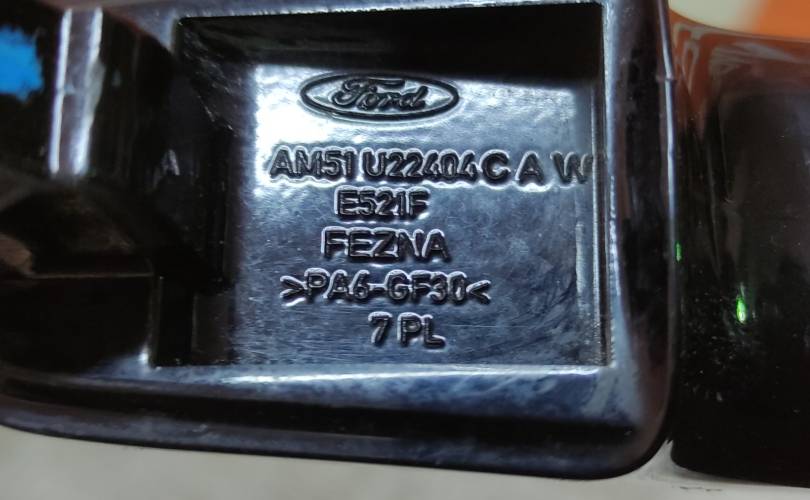 Ford
AM51 U22404 C A W
E521F
FEZNA
>PA6-GF30<
7 PL